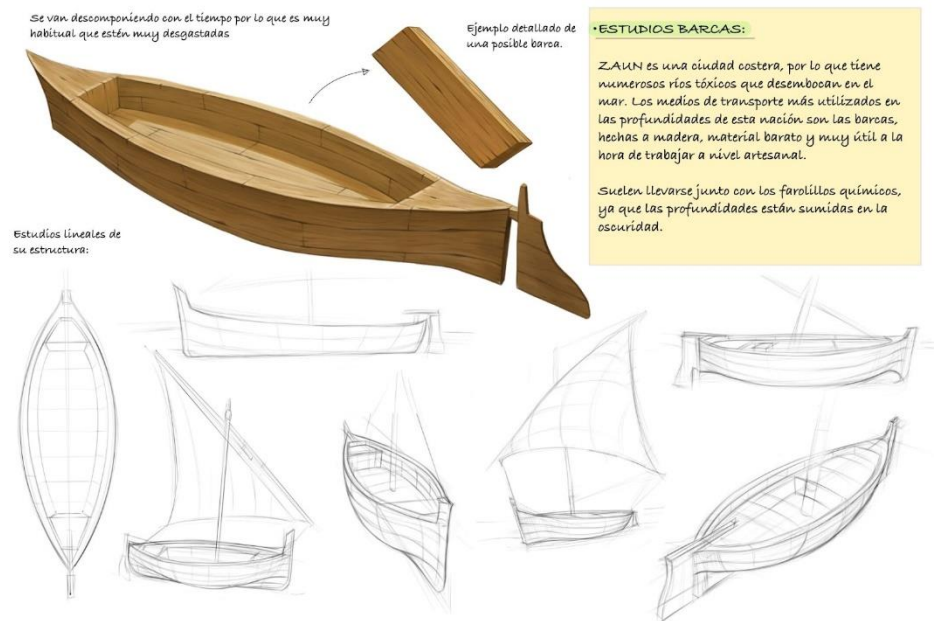 Se van descomponiendo con el tiempo por lo que es muy
habitual que estén muy desgastadas
Ejemplo detallado de
una posible barca.
•ESTUDIOS BARCAS:
ZAUN es una ciudad costera, por lo que tiene
numerosos ríos tóxicos que desembocan en el
mar. Los medios de transporte más utilizados en
las profundidades de esta nación son las barcas,
hechas a madera, material barato y muy útil a la
hora de trabajar a nivel artesanal.
Suelen llevarse junto con los farolillos químicos,
ya que las profundidades están sumidas en la
oscuridad.
Estudios lineales de
su estructura: